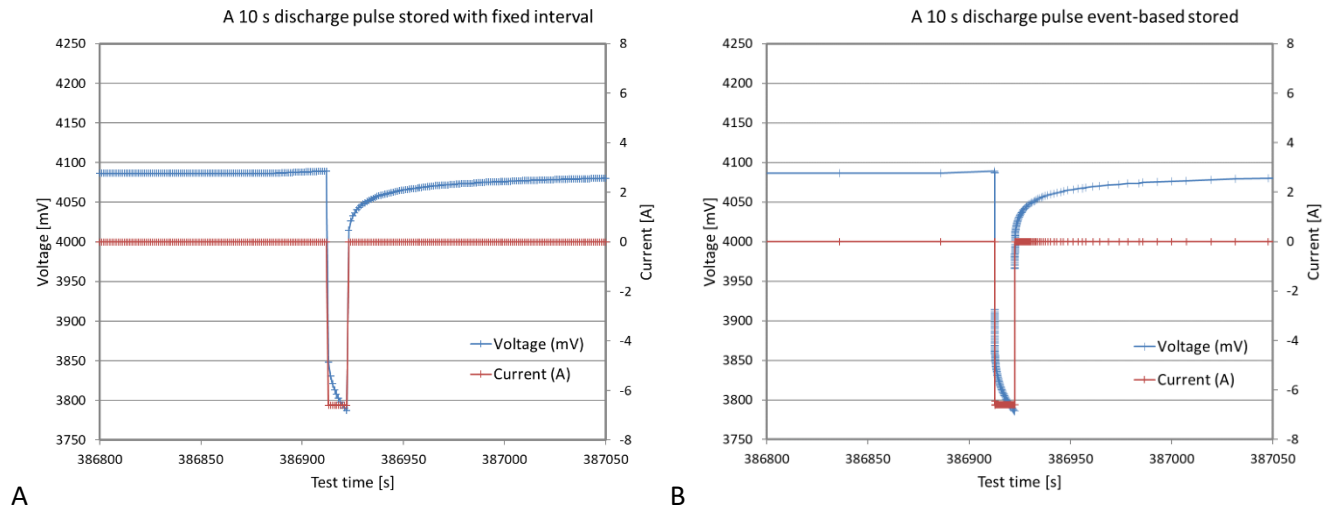 A 10 s discharge pulse stored with fixed interval
4250
4200
4150
4100
4050
4000
3950
3900
3850
3800
3750
Voltage [mV]
8
6
4
2
0
-2
-4
-6
-8
Current [A]
Voltage (mV)
Current (A)
386800 386850 386900 386950 387000 387050
Test time [s]
A
A 10 s discharge pulse event-based stored
4250
4200
4150
4100
4050
4000
3950
3900
3850
3800
3750
Voltage [mV]
8
6
4
2
0
-2
-4
-6
-8
Current [A]
Voltage (mV)
Current (A)
386800 386850 386900 386950 387000 387050
Test time [s]
B